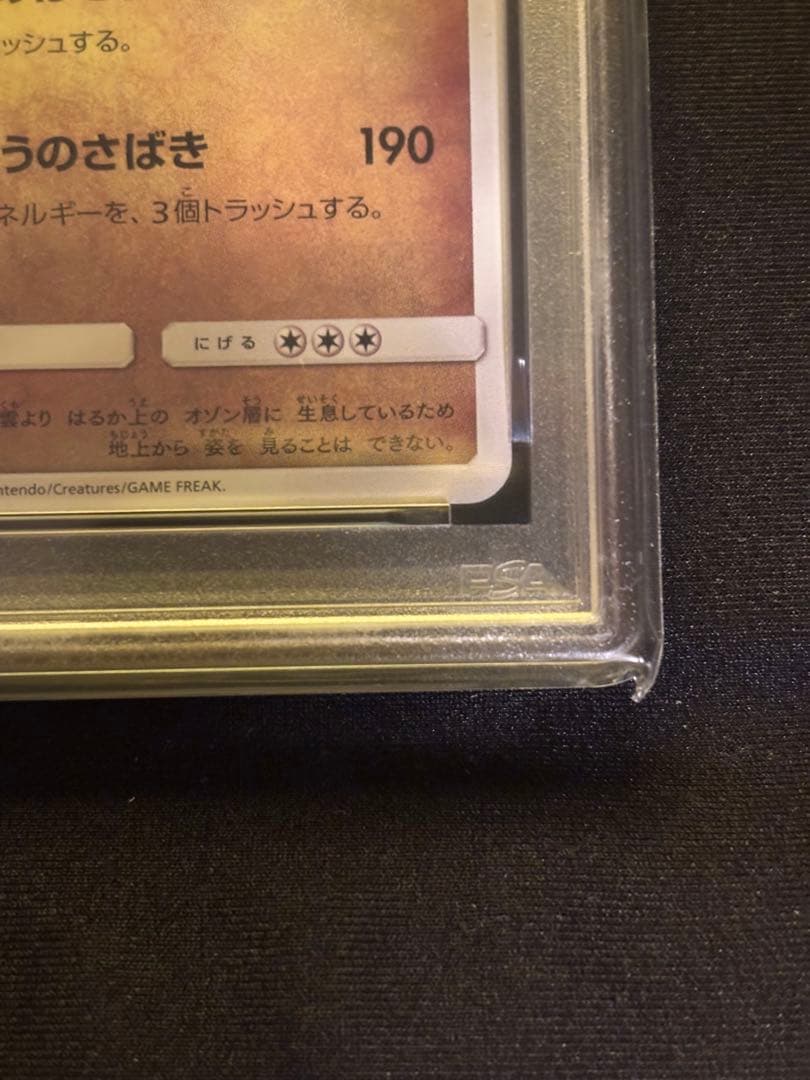 ッシュする。
うのさばき 190
ネルギーを、3個トラッシュする。
にげる
雲より はるか上の オゾン層に 生息しているため
地上から 姿を 見ることは できない。
ntendo/Creatures/GAME FREAK.
PSA